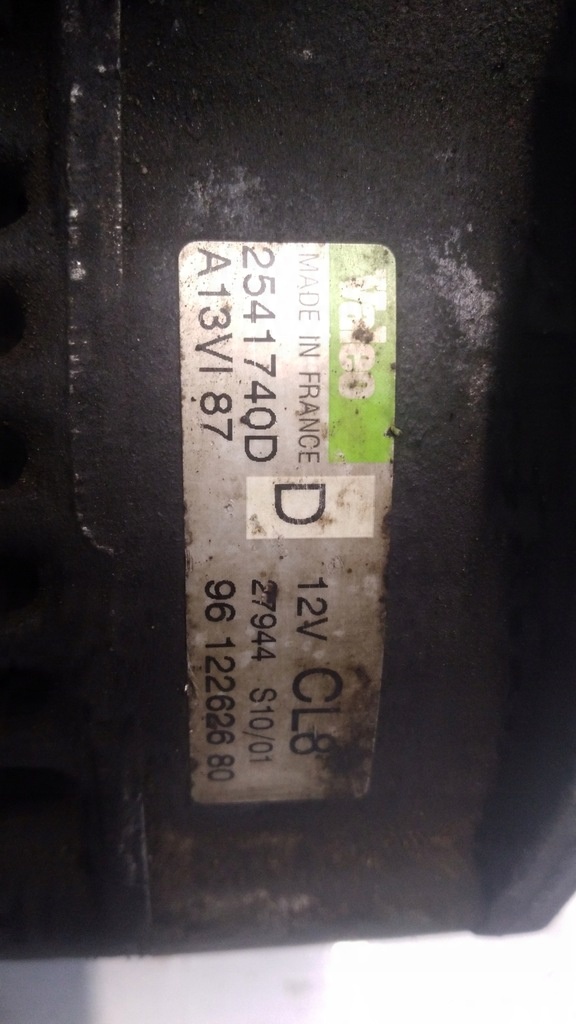 Valeo
MADE IN FRANCE
2541740D
A13VI 87
D
12V CL8
27944 S10/01
96 122626 80